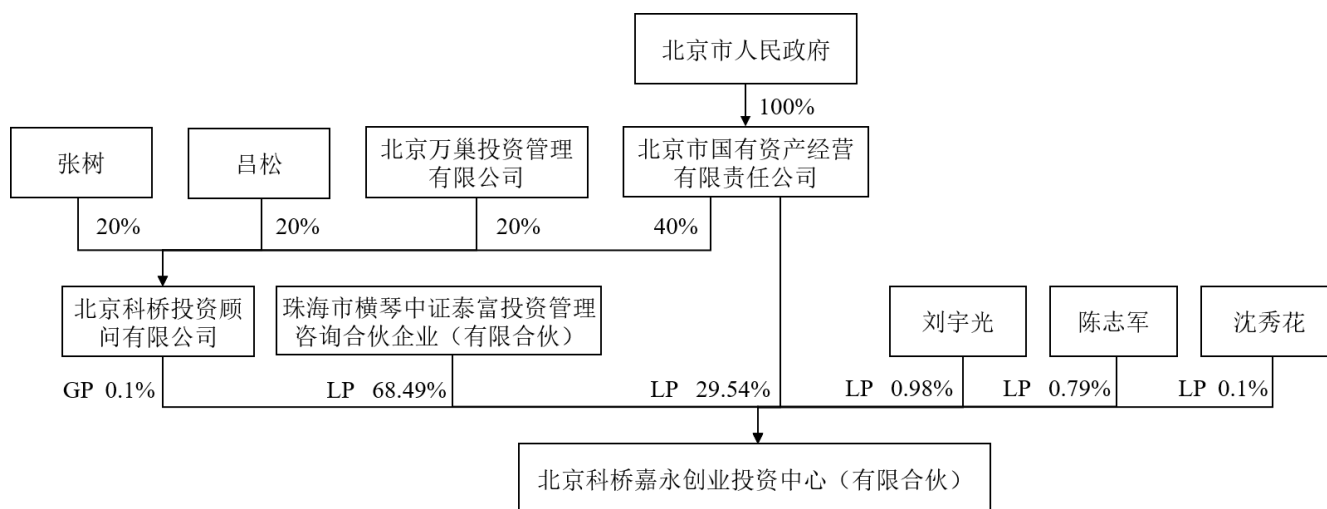 北京市人民政府
100%
张树
吕松
北京万巢投资管理
有限公司
北京市国有资产经营
有限责任公司
20%
20%
20%
40%
北京科桥投资顾
问有限公司
珠海市横琴中证泰富投资管理
咨询合伙企业（有限合伙）
刘宇光
陈志军
沈秀花
GP 0.1%
LP 68.49%
LP 29.54%
LP 0.98%
LP 0.79%
LP 0.1%
北京科桥嘉永创业投资中心（有限合伙）